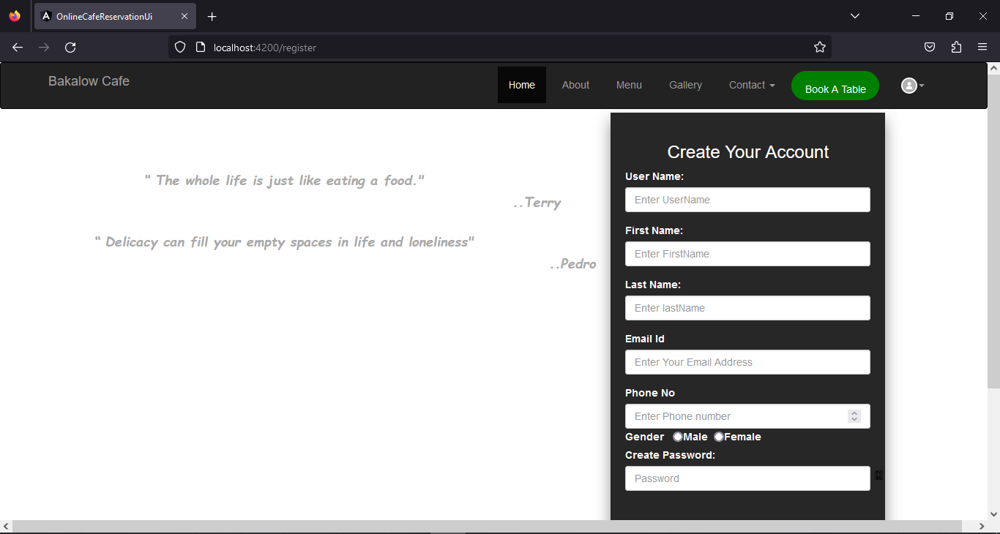 OnlineCafeReservationUi
localhost:4200/register
Bakalow Cafe
Home About Menu Gallery Contact Book A Table
Create Your Account
" The whole life is just like eating a food."
..Terry
" Delicacy can fill your empty spaces in life and loneliness"
..Pedro
User Name:
Enter UserName
First Name:
Enter FirstName
Last Name:
Enter lastName
Email Id
Enter Your Email Address
Phone No
Enter Phone number
Gender Male Female
Create Password:
Password